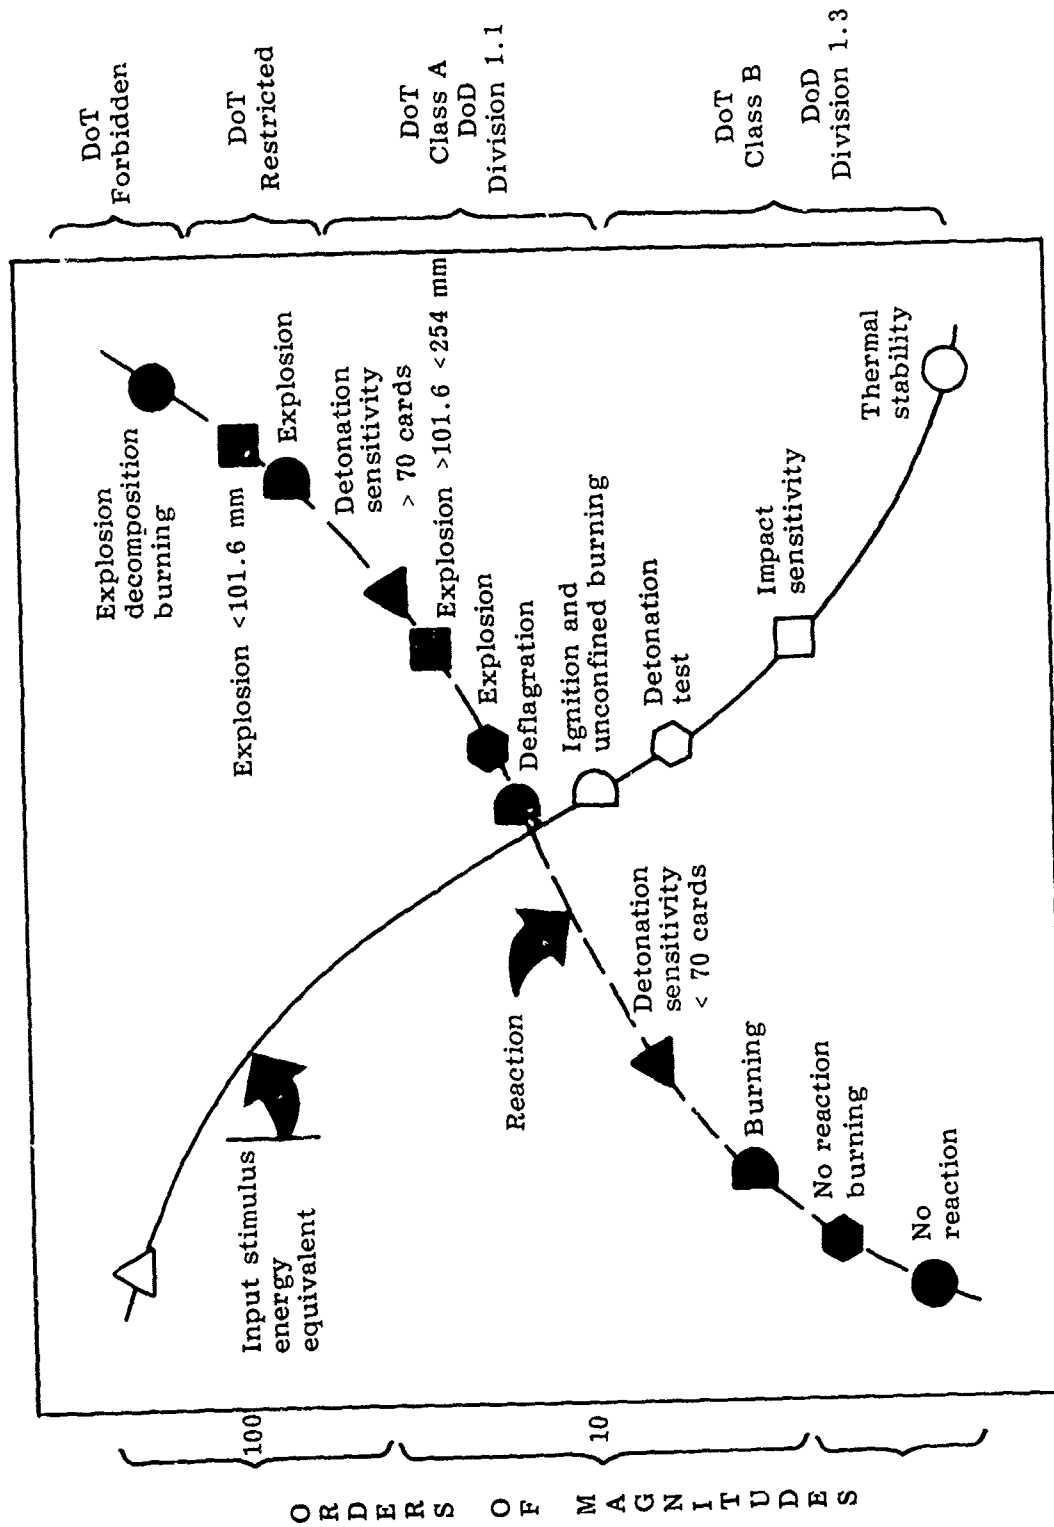 DoT
Forbidden
DoT
Restricted
DoT
Class A
DoD
Division 1.1
DoT
Class B
DoD
Division 1.3
Explosion
decomposition
burning
Explosion <101.6 mm
Explosion
Detonation
sensitivity
> 70 cards
Explosion >101.6 <254 mm
Explosion
Deflagration
Ignition and
unconfined burning
Detonation
test
Impact
sensitivity
Thermal
stability
Input stimulus
energy
equivalent
Reaction
Detonation
sensitivity
< 70 cards
Burning
No reaction
burning
No
reaction
100
10
ORDERS OF MAGNITUDES